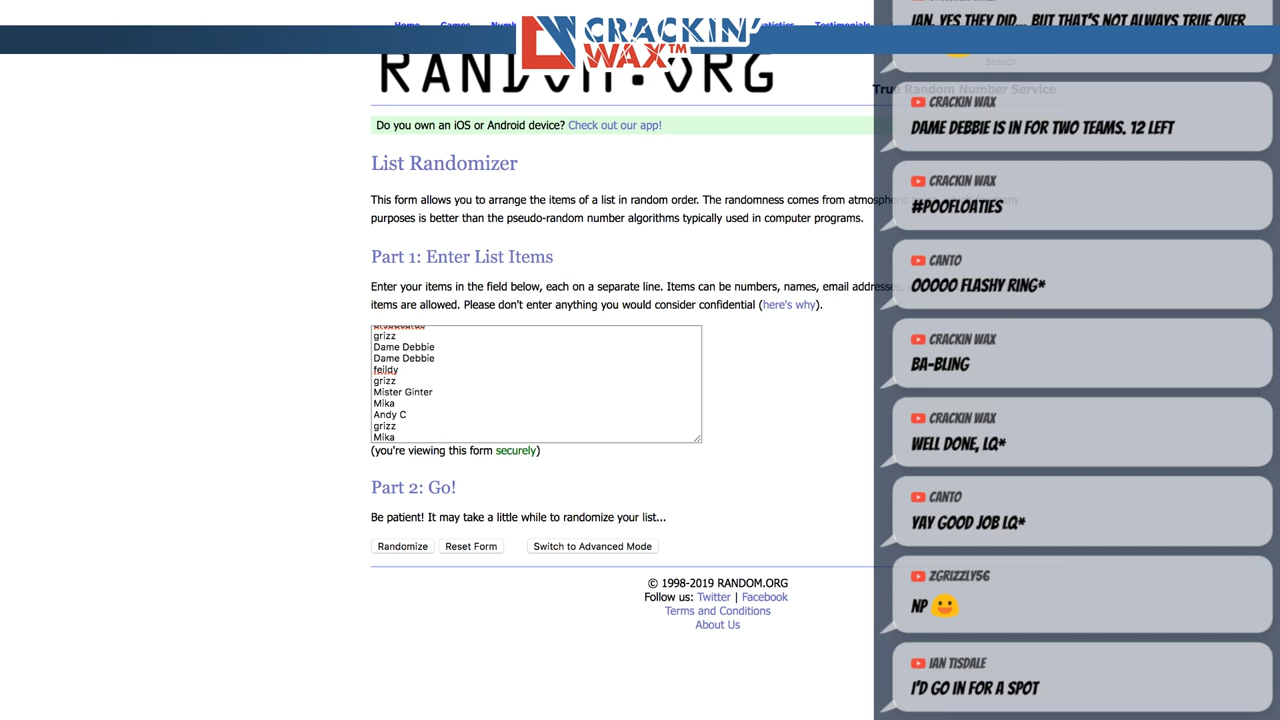 Home Games
Testimonials
CRACKIN'
WAX™
RANDOM.ORG
Search
True Random Number Service
Do you own an iOS or Android device? Check out our app!
List Randomizer
This form allows you to arrange the items of a list in random order. The randomness comes from atmospheric
purposes is better than the pseudo-random number algorithms typically used in computer programs.
Part 1: Enter List Items
Enter your items in the field below, each on a separate line. Items can be numbers, names, email addresses,
items are allowed. Please don't enter anything you would consider confidential (here's why).
grizz
Dame Debbie
Dame Debbie
feildy
grizz
Mister Ginter
Mika
Andy C
grizz
Mika
(you're viewing this form securely)
Part 2: Go!
Be patient! It may take a little while to randomize your list...
Randomize Reset Form Switch to Advanced Mode
© 1998-2019 RANDOM.ORG
Follow us: Twitter | Facebook
Terms and Conditions
About Us
IAN, YES THEY DID... BUT THAT'S NOT ALWAYS TRUE OVER
CRACKIN WAX
DAME DEBBIE IS IN FOR TWO TEAMS. 12 LEFT
CRACKIN WAX
#POOFLOATIES
CANTO
OOOOO FLASHY RING*
CRACKIN WAX
BA-BLING
CRACKIN WAX
WELL DONE, LQ*
CANTO
YAY GOOD JOB LQ*
ZGRIZZLY56
NP
IAN TISDALE
I'D GO IN FOR A SPOT